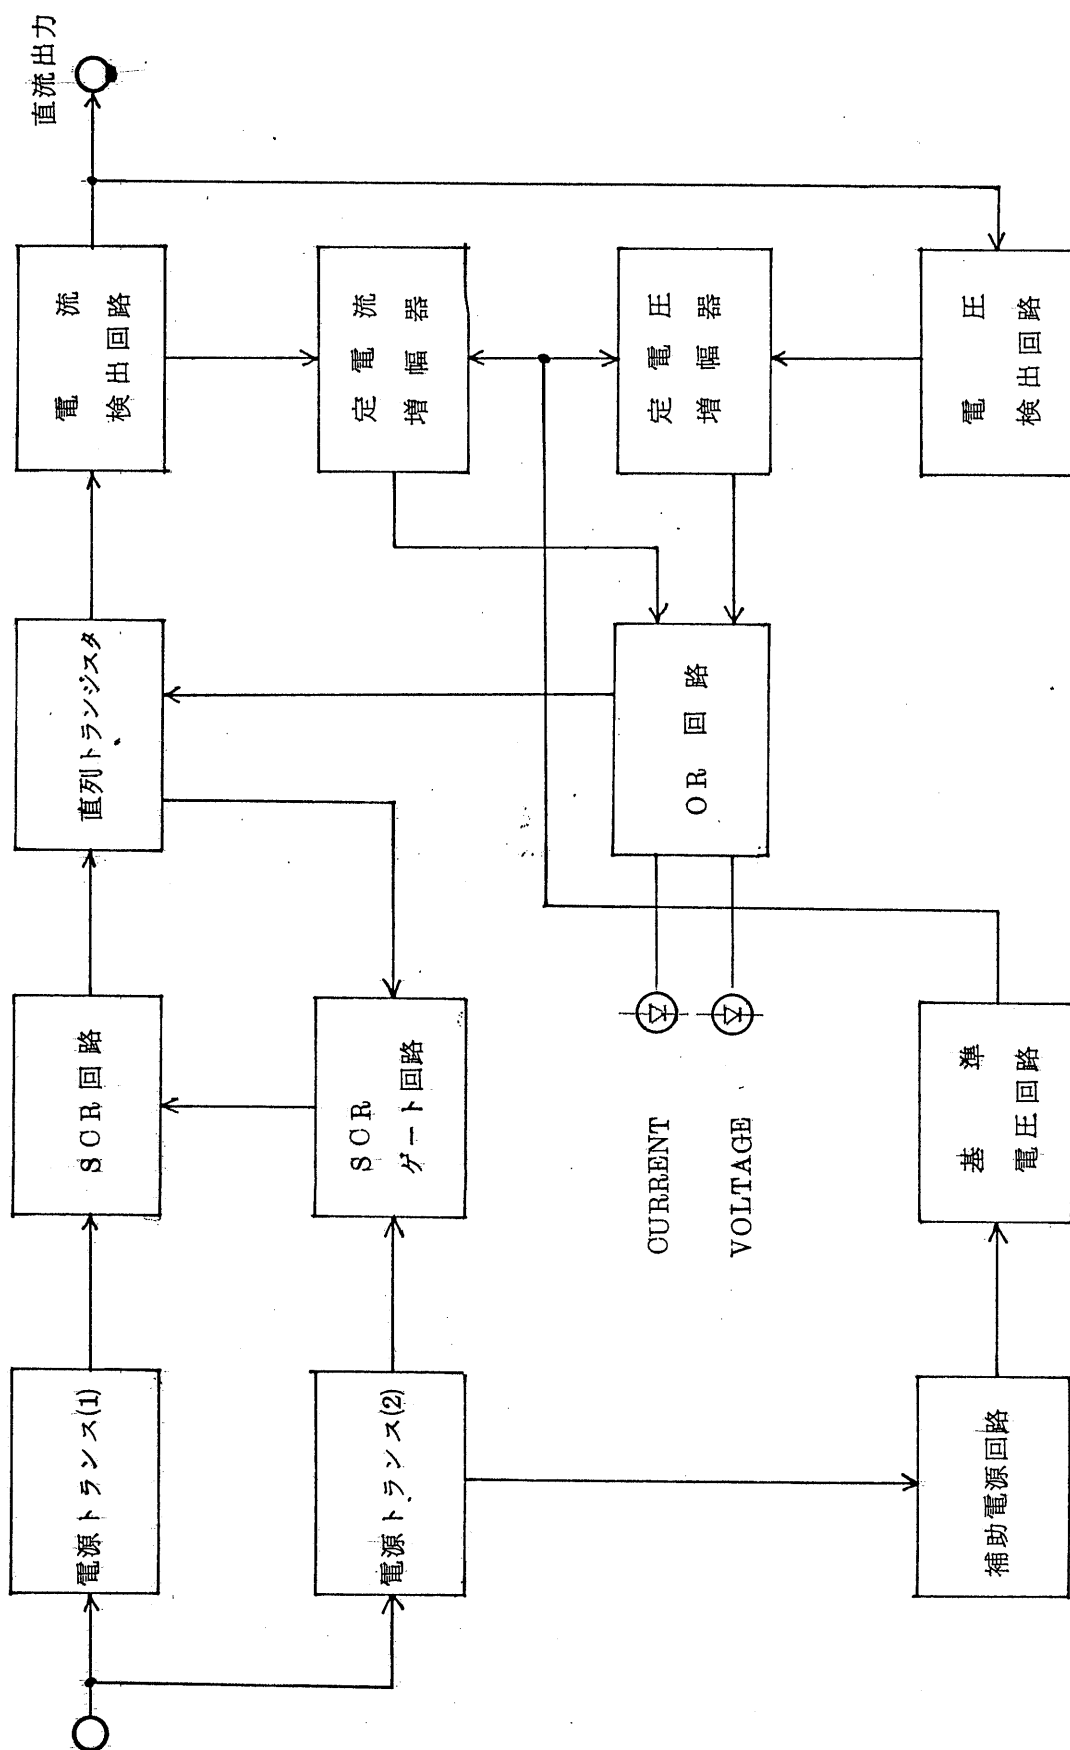 電源トランス(1)
SCR回路
直列トランジスタ
電流
検出回路
直流出力
電源トランス(2)
SCR
ゲート回路
定電流
増幅器
CURRENT
VOLTAGE
OR回路
定電圧
増幅器
補助電源回路
基準
電圧回路
電圧
検出回路